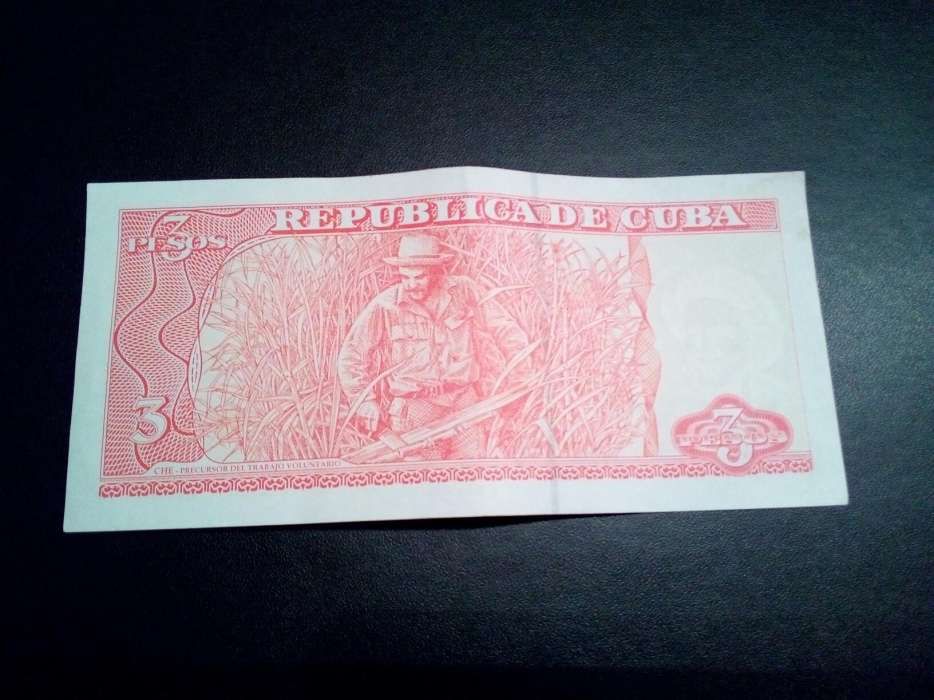 REPUBLICA DE CUBA
3
PESOS
3
CHE - PRECURSOR DEL TRABAJO VOLUNTARIO
3
PESOS